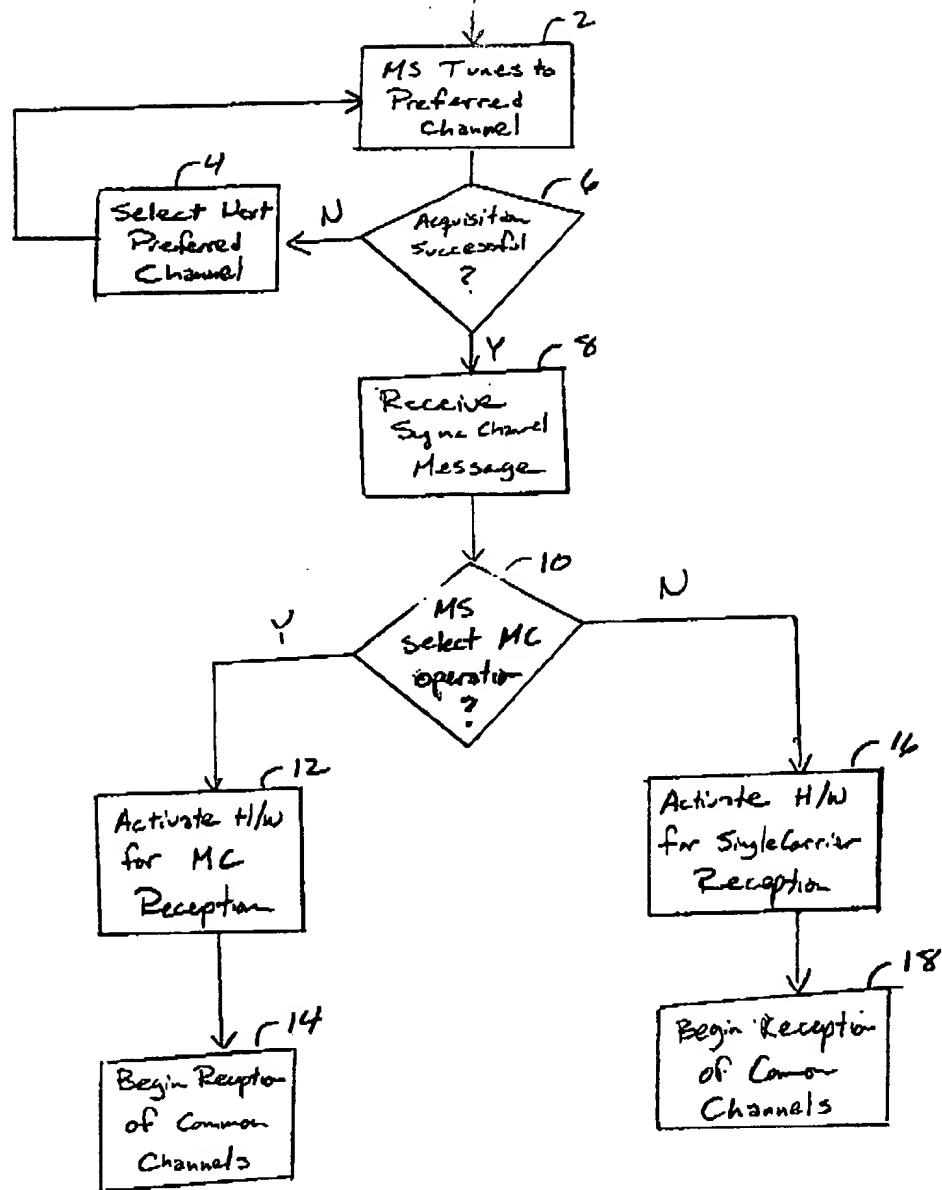 2
MS Tunes to
Preferred
Channel
4
Select Next
Preferred
Channel
N
6
Acquisition
Successful
?
Y
8
Receive
Sync Channel
Message
10
MS
select MC
operation
?
Y
N
12
Activate H/W
for MC
Reception
16
Activate H/W
for Single Carrier
Reception
14
Begin Reception
of Common
Channels
18
Begin Reception
of Common
Channels